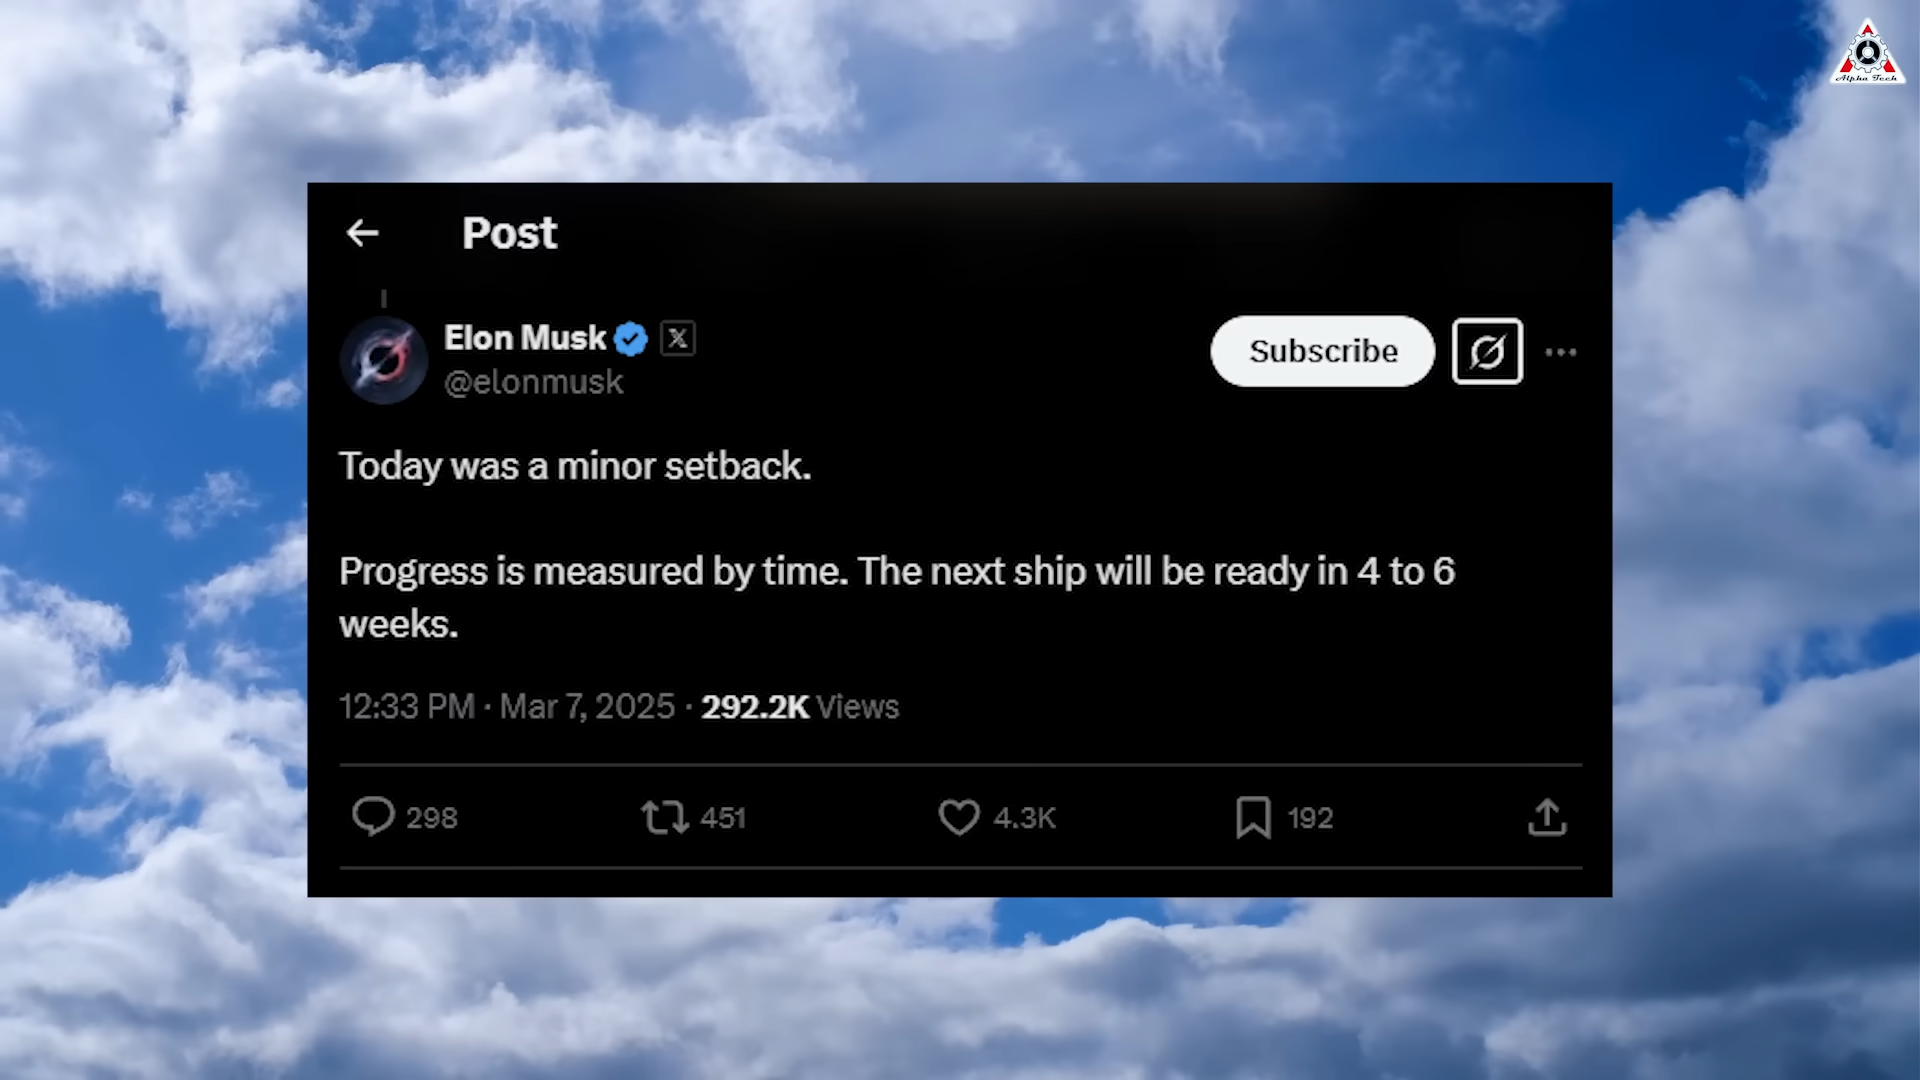 Alpha Tech
Post
Elon Musk
@elonmusk
Subscribe
Today was a minor setback.
Progress is measured by time. The next ship will be ready in 4 to 6
weeks.
12:33 PM · Mar 7, 2025 · 292.2K Views
298 451 4.3K 192